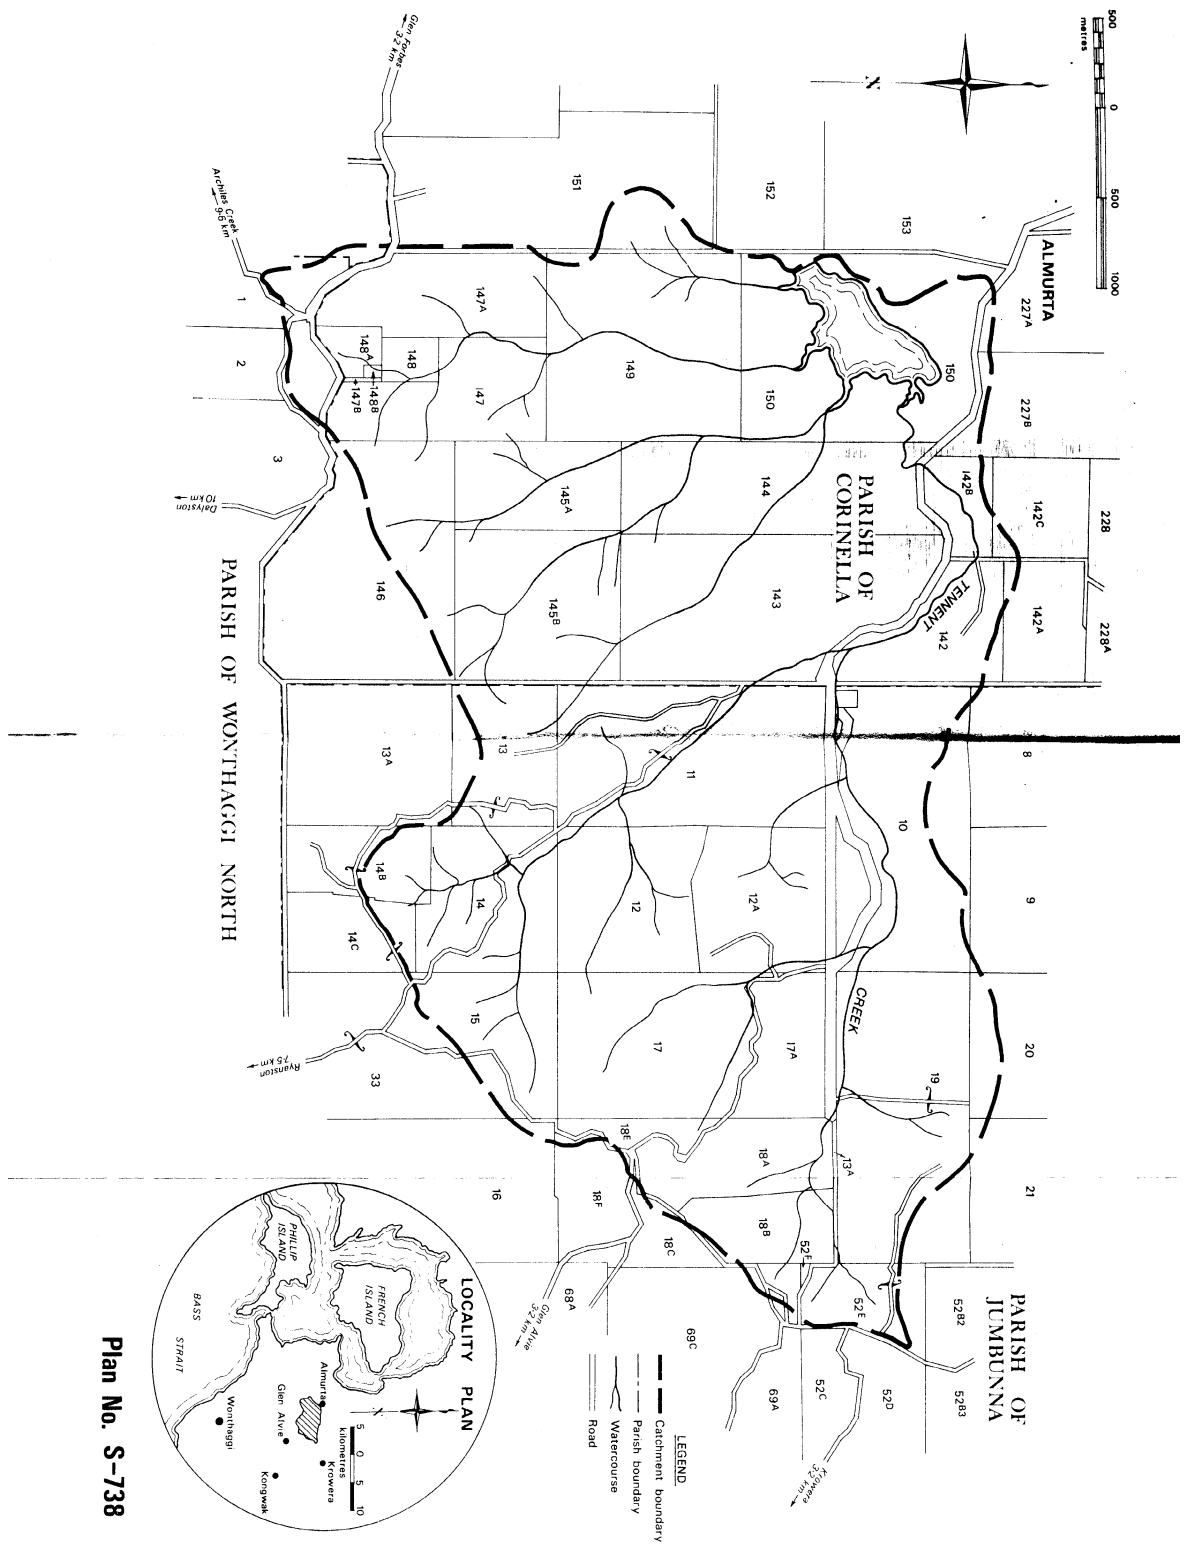 500 0 500 1000
metres
N
Glen Forbes
3·2 km
Archies Creek
9·6 km
ALMURTA
151
152
153
227A
227B
228
228A
150
150
149
147A
147
148
148A
148B
147B
1
2
3
Dalyston
10 km
142B
142C
142A
142
TENNENT
PARISH OF
CORINELLA
144
143
145A
145B
146
PARISH OF WONTHAGGI NORTH
8
9
10
11
12
12A
13
13A
14
14B
14C
15
CREEK
17
17A
19
20
21
33
Ryanston
7·5 km
16
18E
18F
18A
18B
18C
13A
52F
52E
52B2
52B3
52D
52C
69A
69C
68A
Glen Alvie
3·2 km
Krowera
3·2 km
PARISH OF
JUMBUNNA
LEGEND
Catchment boundary
Parish boundary
Watercourse
Road
LOCALITY PLAN
PHILLIP
ISLAND
FRENCH
ISLAND
BASS
STRAIT
Almurta
Glen Alvie
Wonthaggi
Krowera
Kongwak
5 0 5 10
kilometres
Plan No. S-738